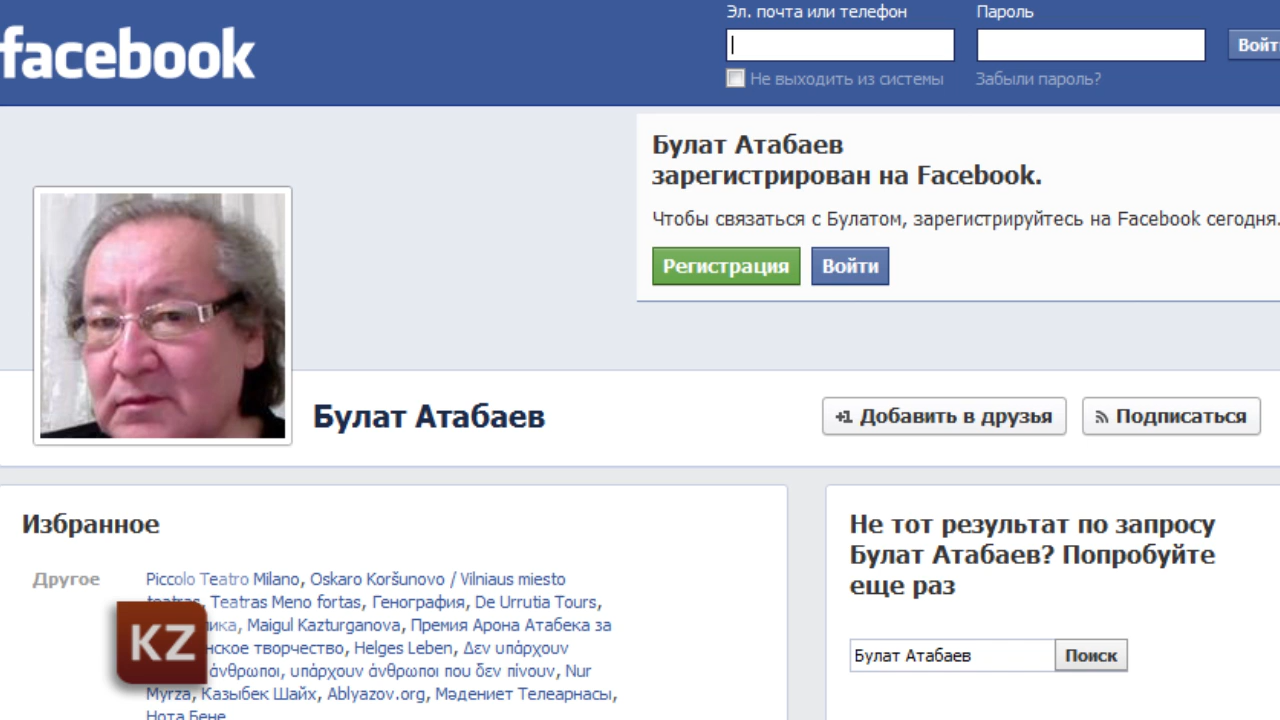 facebook
Эл. почта или телефон
Пароль
Не выходить из системы
Забыли пароль?
Булат Атабаев
зарегистрирован на Facebook.
Чтобы связаться с Булатом, зарегистрируйтесь на Facebook сегодня.
Регистрация
Войти
Булат Атабаев
+1 Добавить в друзья
Подписаться
Избранное
Другое
Piccolo Teatro Milano, Oskaro Koršunovo / Vilniaus miesto
teatras, Teatras Meno fortas, Генография, De Urrutia Tours,
Maigul Kazturganova, Премия Арона Атабека за
творчество, Helges Leben, Δεν υπάρχουν
άνθρωποι, υπάρχουν άνθρωποι που δεν πίνουν, Nur
Myrza, Казыбек Шайх, Ablyazov.org, Мәдениет Телеарнасы,
Нота Бене
KZ
Не тот результат по запросу
Булат Атабаев? Попробуйте
еще раз
Булат Атабаев
Поиск